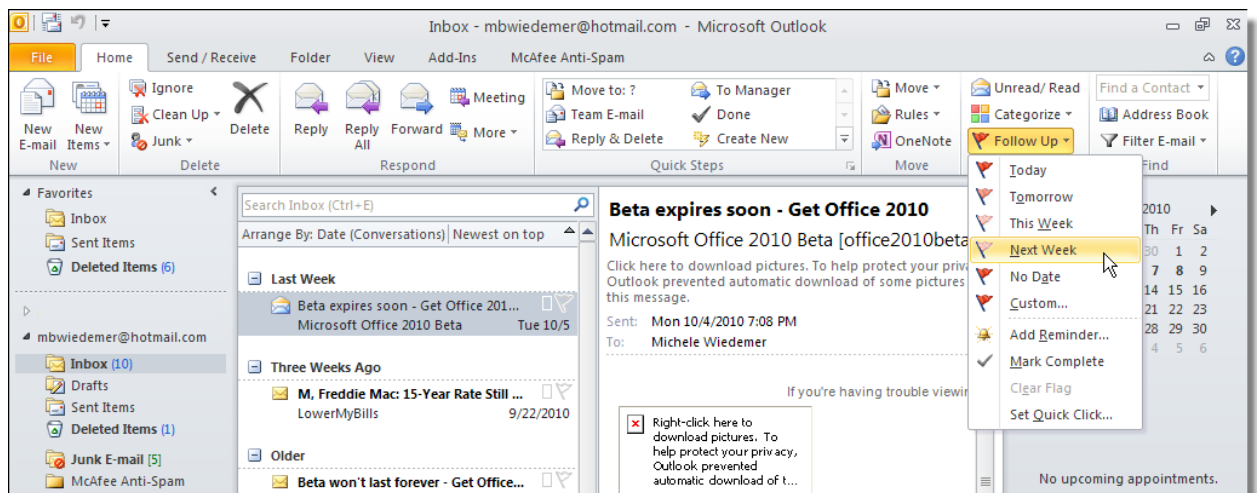 Inbox - mbwiedemer@hotmail.com - Microsoft Outlook
File Home Send / Receive Folder View Add-Ins McAfee Anti-Spam
New E-mail
New Items
New
Ignore
Clean Up
Junk
Delete
Delete
Reply
Reply All
Forward
Meeting
More
Respond
Move to: ?
Team E-mail
Reply & Delete
To Manager
Done
Create New
Quick Steps
Move
Rules
OneNote
Move
Unread/ Read
Categorize
Follow Up
Find a Contact
Address Book
Filter E-mail
Find
Today
Tomorrow
This Week
Next Week
No Date
Custom...
Add Reminder...
Mark Complete
Clear Flag
Set Quick Click...
Favorites
Inbox
Sent Items
Deleted Items (6)
mbwiedemer@hotmail.com
Inbox (10)
Drafts
Sent Items
Deleted Items (1)
Junk E-mail [5]
McAfee Anti-Spam
Search Inbox (Ctrl+E)
Arrange By: Date (Conversations) Newest on top
Last Week
Beta expires soon - Get Office 201...
Microsoft Office 2010 Beta Tue 10/5
Three Weeks Ago
M, Freddie Mac: 15-Year Rate Still ...
LowerMyBills 9/22/2010
Older
Beta won't last forever - Get Office...
Beta expires soon - Get Office 2010
Microsoft Office 2010 Beta [office2010beta
Click here to download pictures. To help protect your priv
Outlook prevented automatic download of some pictures
this message.
Sent: Mon 10/4/2010 7:08 PM
To: Michele Wiedemer
If you're having trouble viewin
Right-click here to
download pictures. To
help protect your privacy,
Outlook prevented
automatic download of t...
2010
Th Fr Sa
30 1 2
7 8 9
14 15 16
21 22 23
28 29 30
4 5 6
No upcoming appointments.